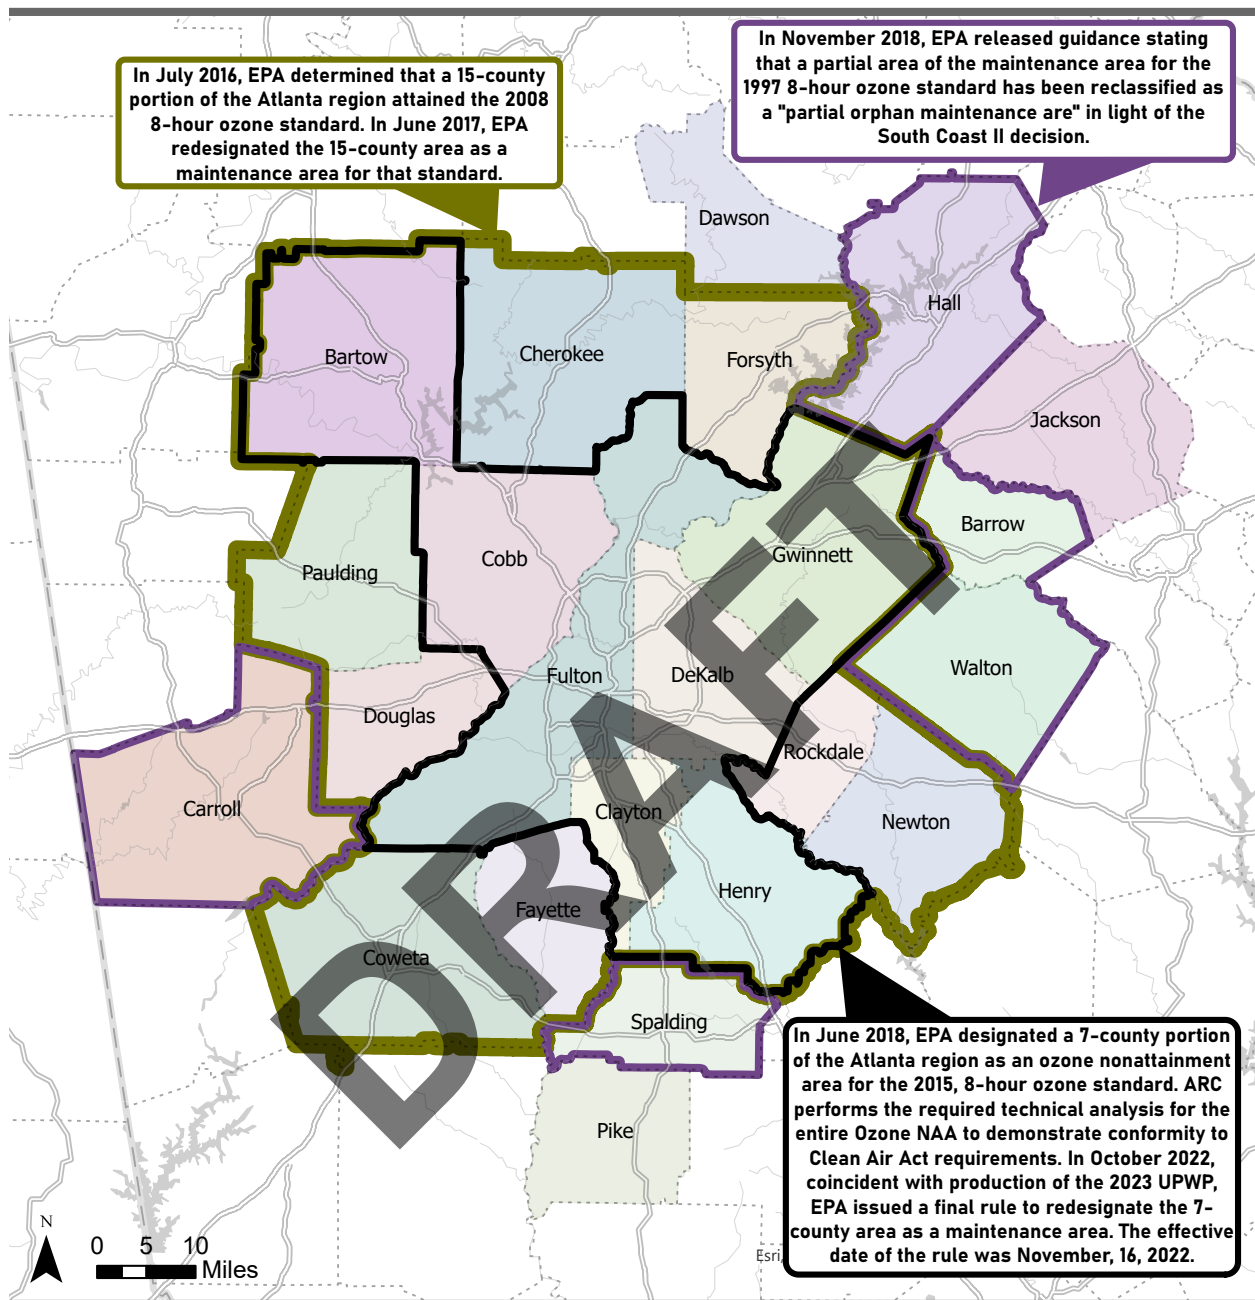 In July 2016, EPA determined that a 15-county
portion of the Atlanta region attained the 2008
8-hour ozone standard. In June 2017, EPA
redesignated the 15-county area as a
maintenance area for that standard.
In November 2018, EPA released guidance stating
that a partial area of the maintenance area for the
1997 8-hour ozone standard has been reclassified as
a "partial orphan maintenance are" in light of the
South Coast II decision.
Dawson
Hall
Bartow
Cherokee
Forsyth
Jackson
Barrow
Cobb
Gwinnett
Paulding
Walton
Fulton
DeKalb
Douglas
Rockdale
Carroll
Clayton
Newton
Henry
Fayette
Coweta
Spalding
Pike
DRAFT
In June 2018, EPA designated a 7-county portion
of the Atlanta region as an ozone nonattainment
area for the 2015, 8-hour ozone standard. ARC
performs the required technical analysis for the
entire Ozone NAA to demonstrate conformity to
Clean Air Act requirements. In October 2022,
coincident with production of the 2023 UPWP,
EPA issued a final rule to redesignate the 7-
county area as a maintenance area. The effective
date of the rule was November, 16, 2022.
N
0 5 10
Miles
Esri,